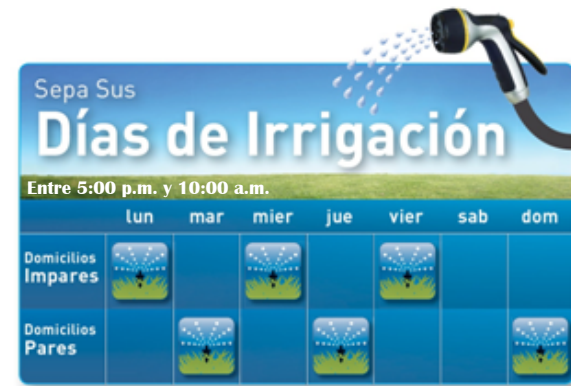 Sepa Sus
Días de Irrigación
Entre 5:00 p.m. y 10:00 a.m.
lun mar mier jue vier sab dom
Domicilios
Impares
Domicilios
Pares